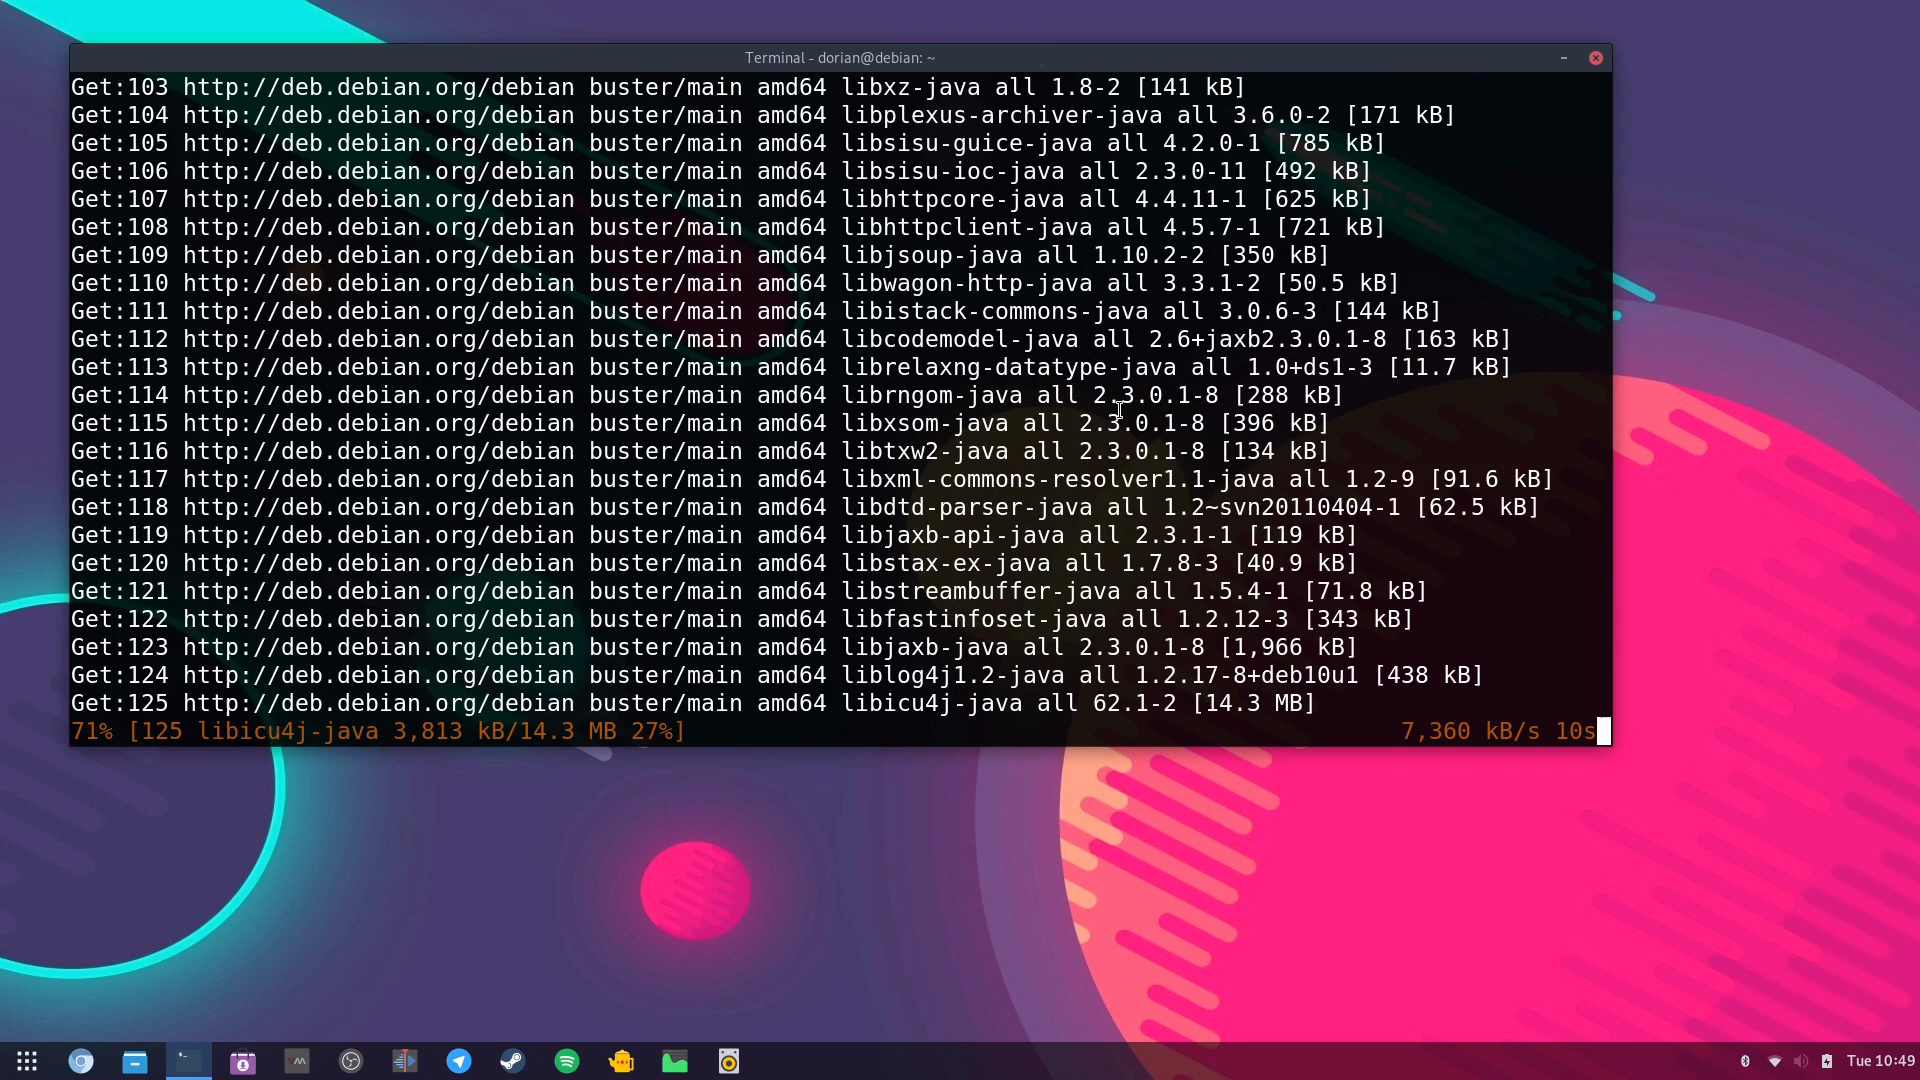 Terminal - dorian@debian: ~
Get:103 http://deb.debian.org/debian buster/main amd64 libxz-java all 1.8-2 [141 kB]
Get:104 http://deb.debian.org/debian buster/main amd64 libplexus-archiver-java all 3.6.0-2 [171 kB]
Get:105 http://deb.debian.org/debian buster/main amd64 libsisu-guice-java all 4.2.0-1 [785 kB]
Get:106 http://deb.debian.org/debian buster/main amd64 libsisu-ioc-java all 2.3.0-11 [492 kB]
Get:107 http://deb.debian.org/debian buster/main amd64 libhttpcore-java all 4.4.11-1 [625 kB]
Get:108 http://deb.debian.org/debian buster/main amd64 libhttpclient-java all 4.5.7-1 [721 kB]
Get:109 http://deb.debian.org/debian buster/main amd64 libjsoup-java all 1.10.2-2 [350 kB]
Get:110 http://deb.debian.org/debian buster/main amd64 libwagon-http-java all 3.3.1-2 [50.5 kB]
Get:111 http://deb.debian.org/debian buster/main amd64 libistack-commons-java all 3.0.6-3 [144 kB]
Get:112 http://deb.debian.org/debian buster/main amd64 libcodemodel-java all 2.6+jaxb2.3.0.1-8 [163 kB]
Get:113 http://deb.debian.org/debian buster/main amd64 librelaxng-datatype-java all 1.0+ds1-3 [11.7 kB]
Get:114 http://deb.debian.org/debian buster/main amd64 librngom-java all 2.3.0.1-8 [288 kB]
Get:115 http://deb.debian.org/debian buster/main amd64 libxsom-java all 2.3.0.1-8 [396 kB]
Get:116 http://deb.debian.org/debian buster/main amd64 libtxw2-java all 2.3.0.1-8 [134 kB]
Get:117 http://deb.debian.org/debian buster/main amd64 libxml-commons-resolver1.1-java all 1.2-9 [91.6 kB]
Get:118 http://deb.debian.org/debian buster/main amd64 libdtd-parser-java all 1.2~svn20110404-1 [62.5 kB]
Get:119 http://deb.debian.org/debian buster/main amd64 libjaxb-api-java all 2.3.1-1 [119 kB]
Get:120 http://deb.debian.org/debian buster/main amd64 libstax-ex-java all 1.7.8-3 [40.9 kB]
Get:121 http://deb.debian.org/debian buster/main amd64 libstreambuffer-java all 1.5.4-1 [71.8 kB]
Get:122 http://deb.debian.org/debian buster/main amd64 libfastinfoset-java all 1.2.12-3 [343 kB]
Get:123 http://deb.debian.org/debian buster/main amd64 libjaxb-java all 2.3.0.1-8 [1,966 kB]
Get:124 http://deb.debian.org/debian buster/main amd64 liblog4j1.2-java all 1.2.17-8+deb10u1 [438 kB]
Get:125 http://deb.debian.org/debian buster/main amd64 libicu4j-java all 62.1-2 [14.3 MB]
71% [125 libicu4j-java 3,813 kB/14.3 MB 27%] 7,360 kB/s 10s
Tue 10:49